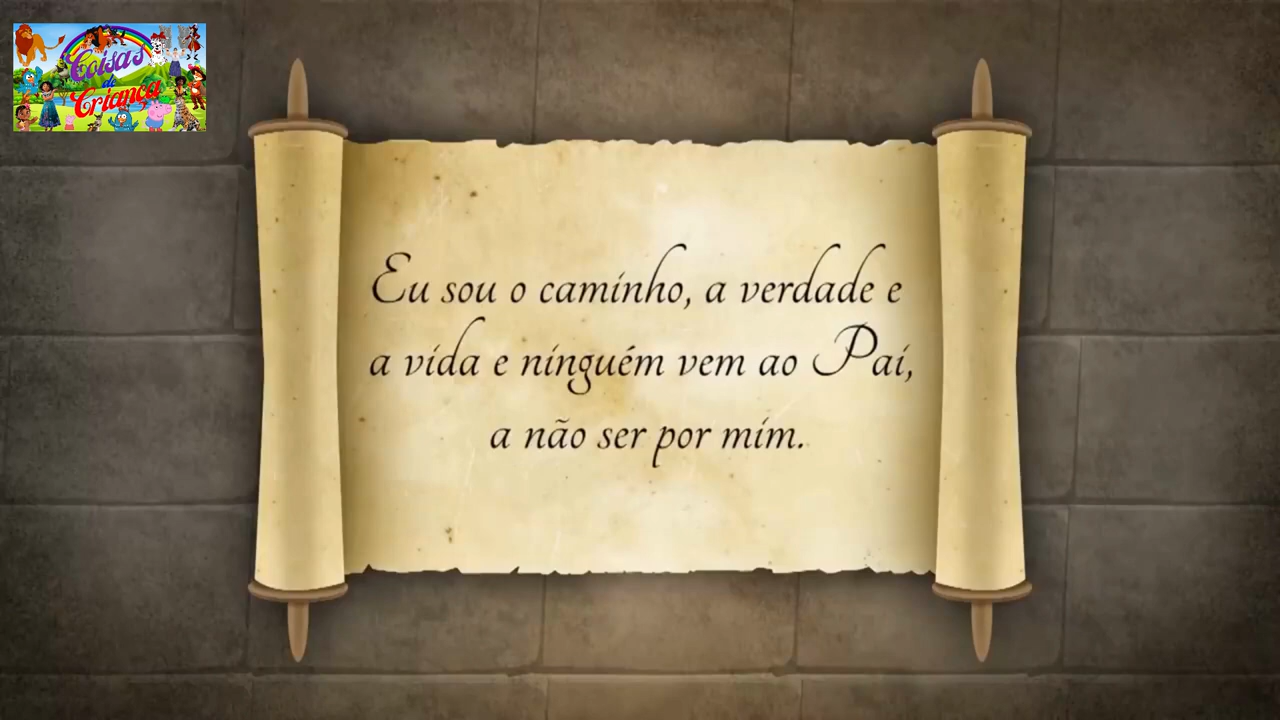 Coisas
de
Criança
Eu sou o caminho, a verdade e
a vida e ninguém vem ao Pai,
a não ser por mim.